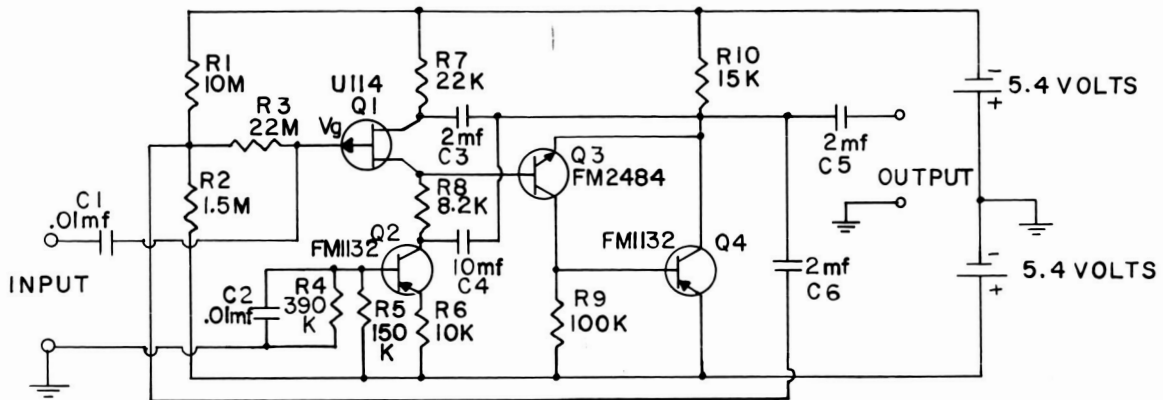 R1
10M
R3
22M
U114
Q1
Vg
R7
22K
2mf
C3
R10
15K
−
5.4 VOLTS
+
2mf
C5
Q3
FM2484
OUTPUT
R2
1.5M
C1
.01mf
R8
8.2K
Q2
FM1132
10mf
C4
FM1132
Q4
−
5.4 VOLTS
+
2mf
C6
INPUT
C2
.01mf
R4
390
K
R5
150
K
R6
10K
R9
100K